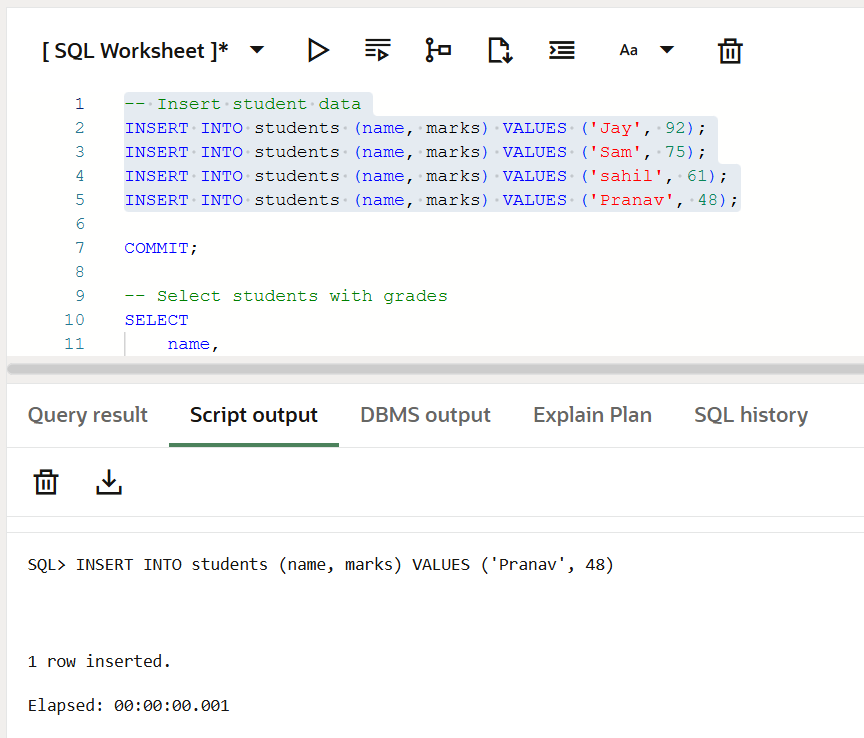 [ SQL Worksheet ]*
Aa
1 -- Insert student data
2 INSERT INTO students (name, marks) VALUES ('Jay', 92);
3 INSERT INTO students (name, marks) VALUES ('Sam', 75);
4 INSERT INTO students (name, marks) VALUES ('sahil', 61);
5 INSERT INTO students (name, marks) VALUES ('Pranav', 48);
6
7 COMMIT;
8
9 -- Select students with grades
10 SELECT
11 name,
Query result Script output DBMS output Explain Plan SQL history
SQL> INSERT INTO students (name, marks) VALUES ('Pranav', 48)
1 row inserted.
Elapsed: 00:00:00.001